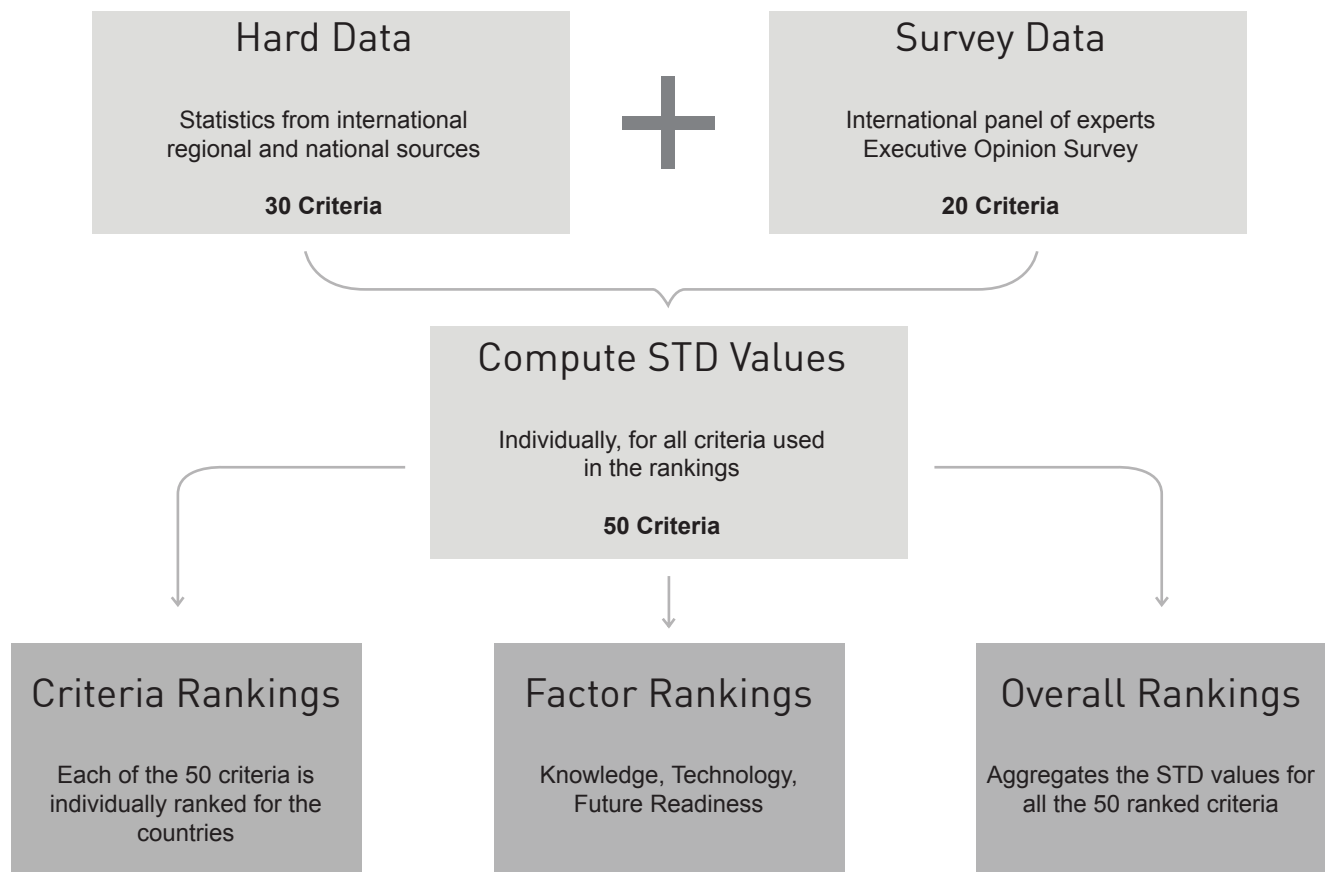 Hard Data
Statistics from international
regional and national sources
30 Criteria
Survey Data
International panel of experts
Executive Opinion Survey
20 Criteria
Compute STD Values
Individually, for all criteria used
in the rankings
50 Criteria
Criteria Rankings
Each of the 50 criteria is
individually ranked for the
countries
Factor Rankings
Knowledge, Technology,
Future Readiness
Overall Rankings
Aggregates the STD values for
all the 50 ranked criteria